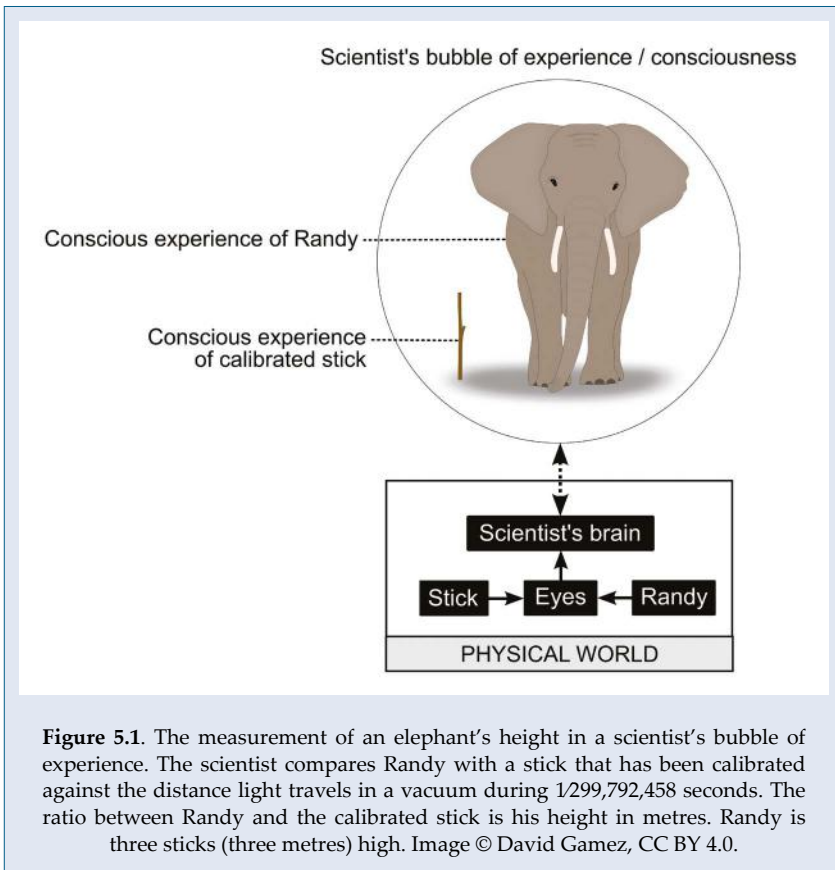 Scientist's bubble of experience / consciousness
Conscious experience of Randy
Conscious experience
of calibrated stick
Scientist's brain
Stick
Eyes
Randy
PHYSICAL WORLD
Figure 5.1. The measurement of an elephant’s height in a scientist’s bubble of
experience. The scientist compares Randy with a stick that has been calibrated
against the distance light travels in a vacuum during 1⁄299,792,458 seconds. The
ratio between Randy and the calibrated stick is his height in metres. Randy is
three sticks (three metres) high. Image © David Gamez, CC BY 4.0.